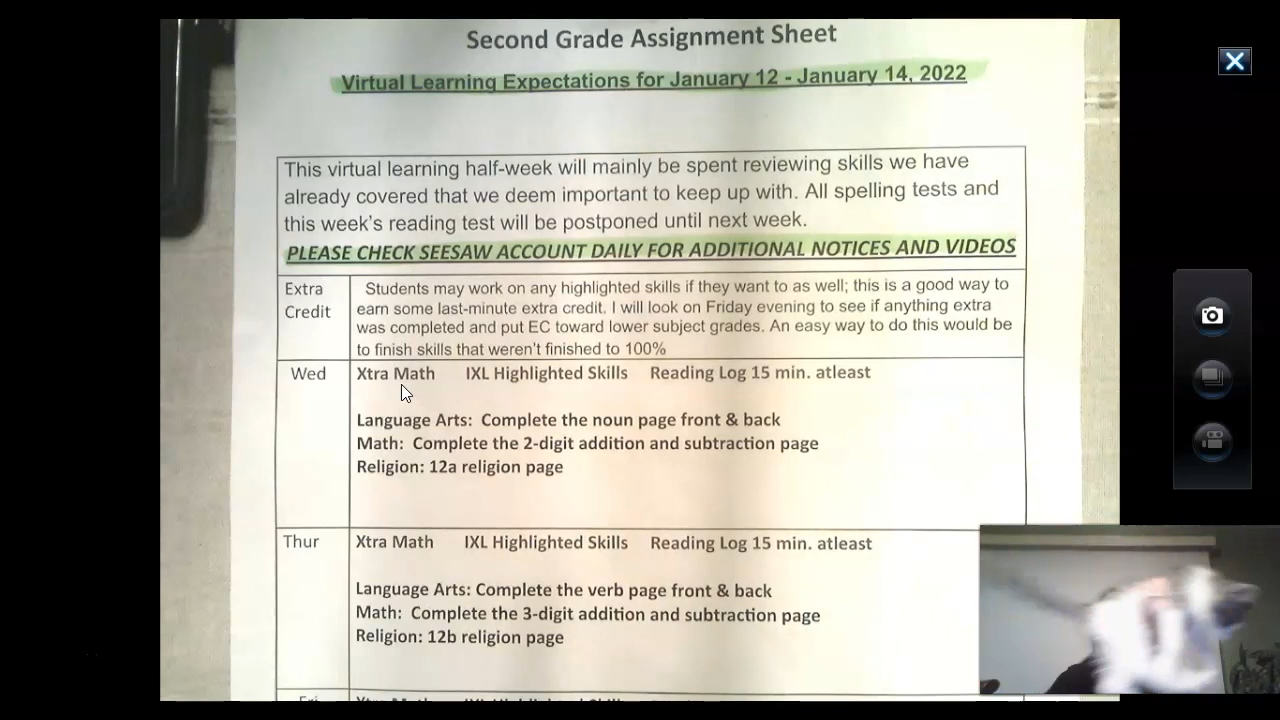 Second Grade Assignment Sheet
Virtual Learning Expectations for January 12 - January 14, 2022
This virtual learning half-week will mainly be spent reviewing skills we have
already covered that we deem important to keep up with. All spelling tests and
this week's reading test will be postponed until next week.
PLEASE CHECK SEESAW ACCOUNT DAILY FOR ADDITIONAL NOTICES AND VIDEOS
Extra Credit
Students may work on any highlighted skills if they want to as well; this is a good way to
earn some last-minute extra credit. I will look on Friday evening to see if anything extra
was completed and put EC toward lower subject grades. An easy way to do this would be
to finish skills that weren't finished to 100%
Wed
Xtra Math IXL Highlighted Skills Reading Log 15 min. atleast
Language Arts: Complete the noun page front & back
Math: Complete the 2-digit addition and subtraction page
Religion: 12a religion page
Thur
Xtra Math IXL Highlighted Skills Reading Log 15 min. atleast
Language Arts: Complete the verb page front & back
Math: Complete the 3-digit addition and subtraction page
Religion: 12b religion page